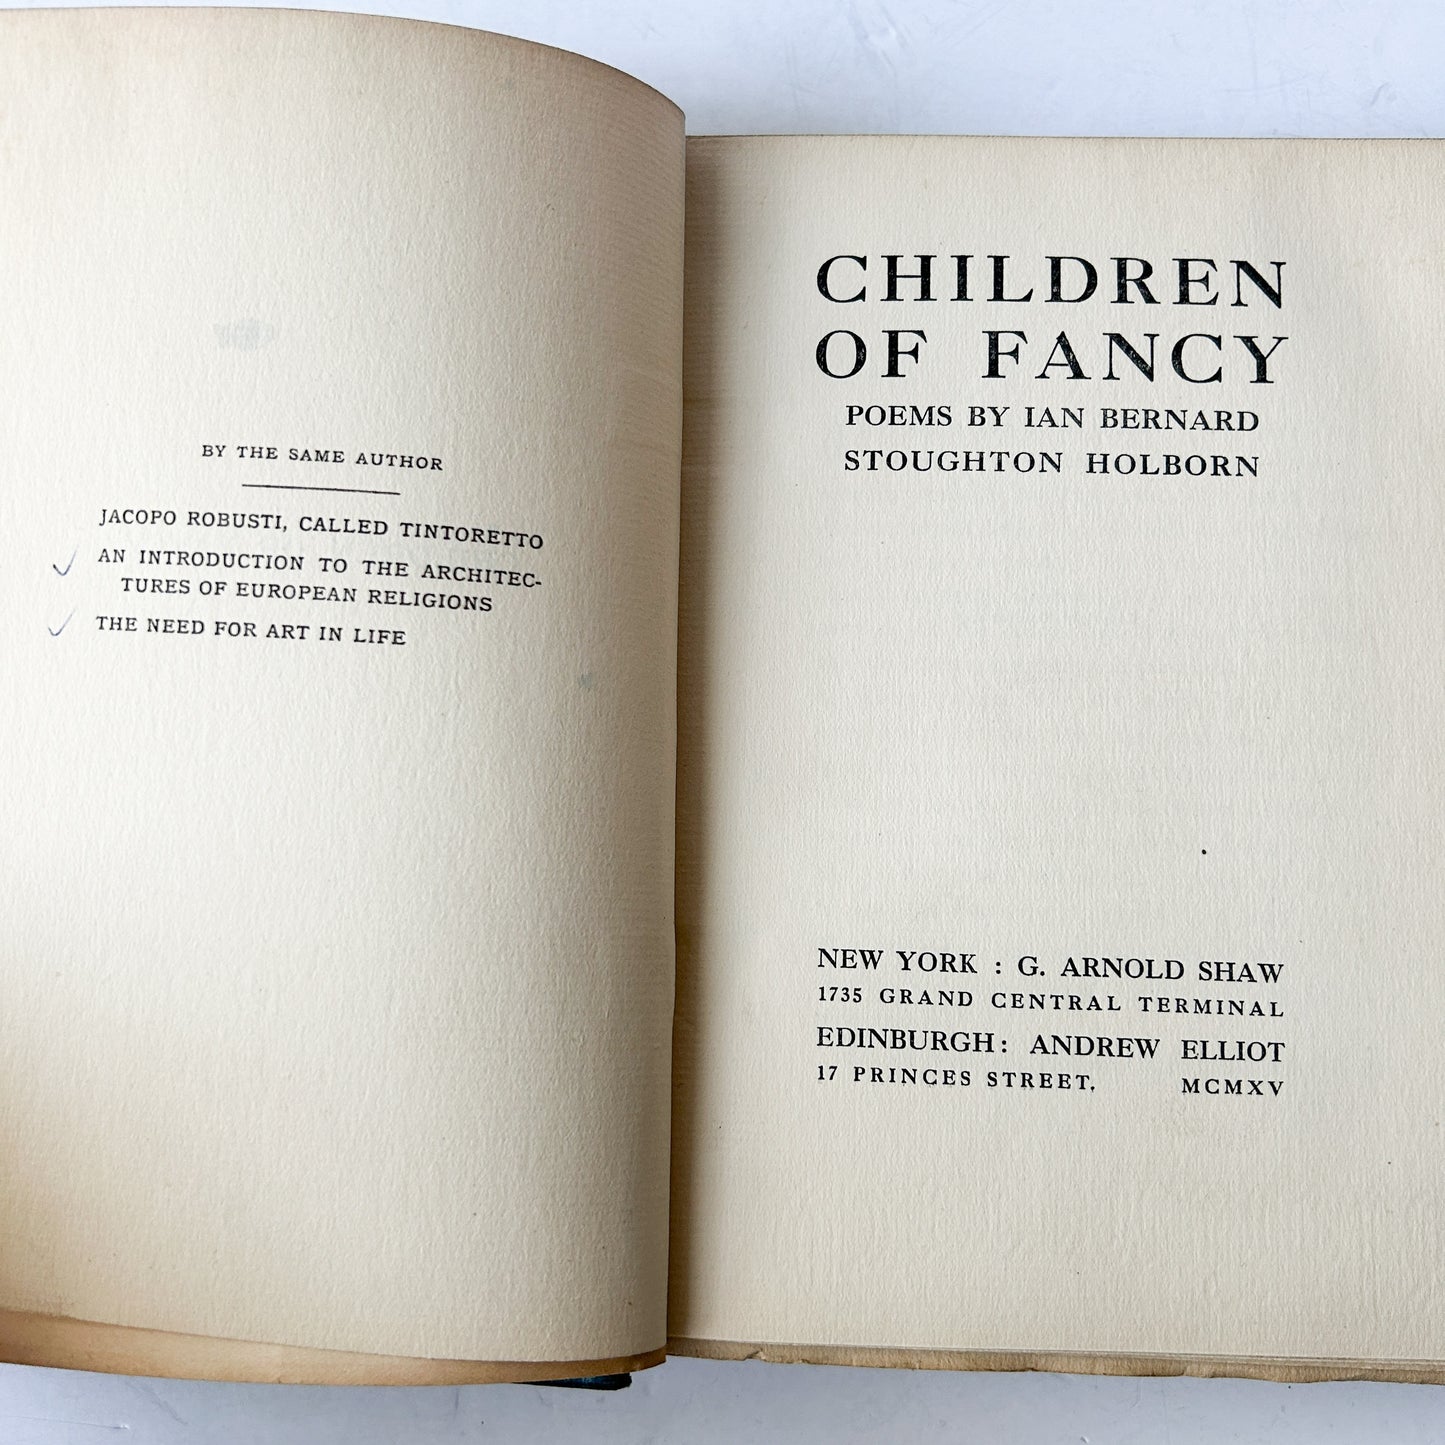 BY THE SAME AUTHOR
JACOPO ROBUSTI, CALLED TINTORETTO
AN INTRODUCTION TO THE ARCHITEC-
TURES OF EUROPEAN RELIGIONS
THE NEED FOR ART IN LIFE
CHILDREN
OF FANCY
POEMS BY IAN BERNARD
STOUGHTON HOLBORN
NEW YORK : G. ARNOLD SHAW
1735 GRAND CENTRAL TERMINAL
EDINBURGH: ANDREW ELLIOT
17 PRINCES STREET. MCMXV